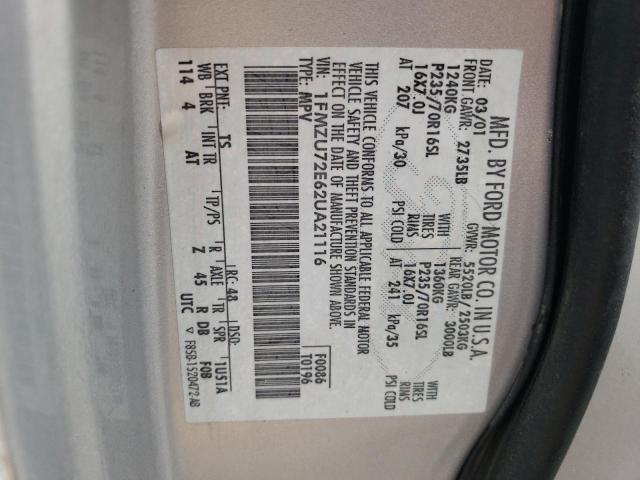 MFD. BY FORD MOTOR CO. IN U.S.A.
DATE: 03/01 GVWR: 5520LB/2503KG
FRONT GAWR: 2735LB REAR GAWR: 3000LB
1240KG WITH 1360KG WITH
P235/70R16SL TIRES P235/70R16SL TIRES
16X7.0J RIMS 16X7.0J RIMS
AT 207 kPa/30 PSI COLD AT 241 kPa/35 PSI COLD
THIS VEHICLE CONFORMS TO ALL APPLICABLE FEDERAL MOTOR
VEHICLE SAFETY AND THEFT PREVENTION STANDARDS IN
EFFECT ON THE DATE OF MANUFACTURE SHOWN ABOVE.
VIN: 1FMZU72E62UA21116
TYPE: MPV
F0086
T0196
EXT PNT: TS RC: 48 DSO:
WB BRK INT TR TP/PS R AXLE TR SPR 1U51A
114 4 AT Z 45 R DB F0B
UTC ▽ F85B-1520472-AB